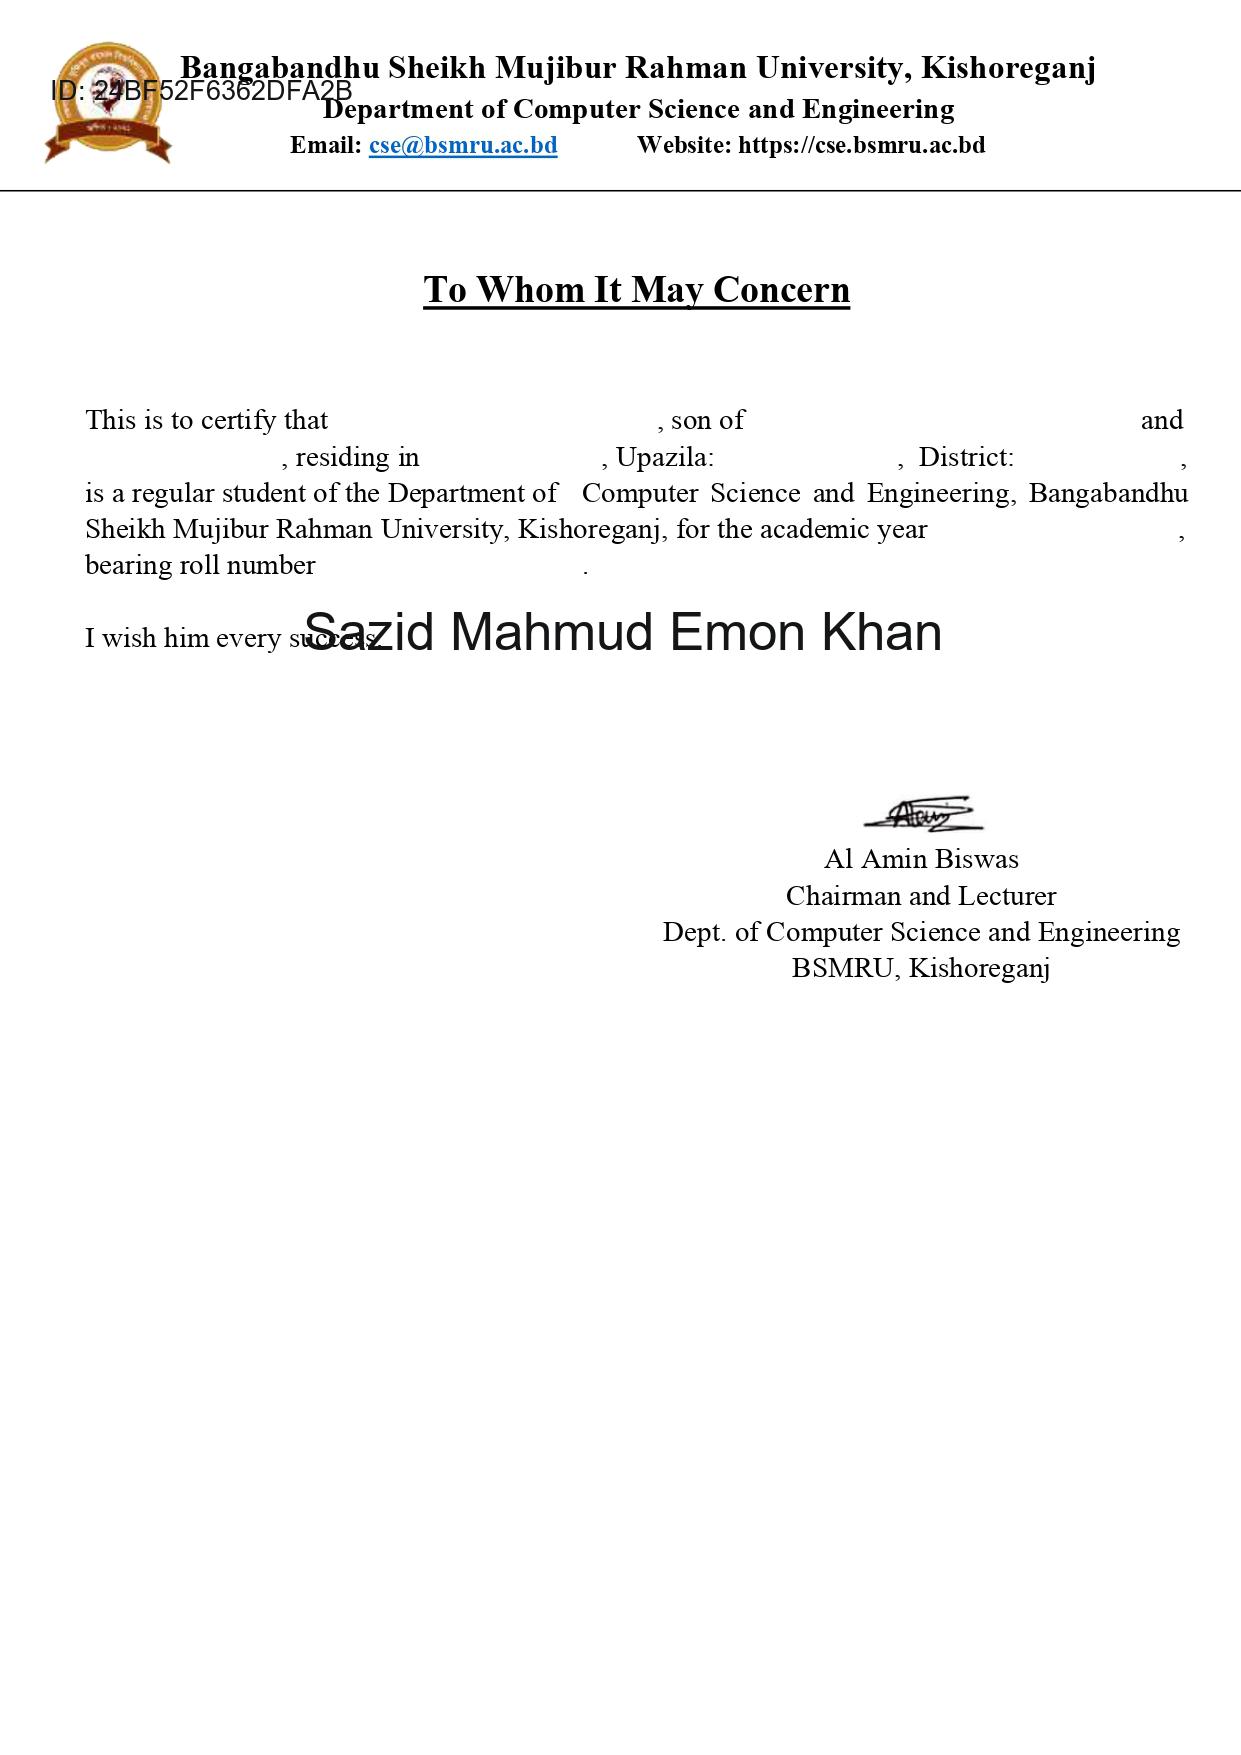 Bangabandhu Sheikh Mujibur Rahman University, Kishoreganj
ID: 24BF52F6362DFA2B
Department of Computer Science and Engineering
Email: cse@bsmru.ac.bd Website: https://cse.bsmru.ac.bd
To Whom It May Concern
This is to certify that , son of and
, residing in , Upazila: , District: ,
is a regular student of the Department of Computer Science and Engineering, Bangabandhu
Sheikh Mujibur Rahman University, Kishoreganj, for the academic year ,
bearing roll number .
I wish him every success.
Sazid Mahmud Emon Khan
Al Amin Biswas
Chairman and Lecturer
Dept. of Computer Science and Engineering
BSMRU, Kishoreganj